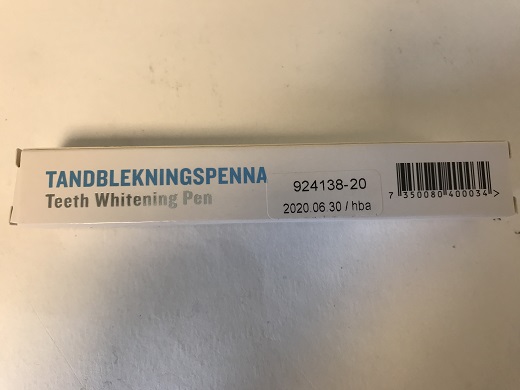 TANDBLEKNINGSPENNA
Teeth Whitening Pen
924138-20
2020.06 30 / hba
7 350080 400034 >